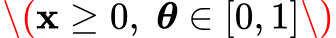 \(x ≥ 0, θ ∈ [0, 1]\)